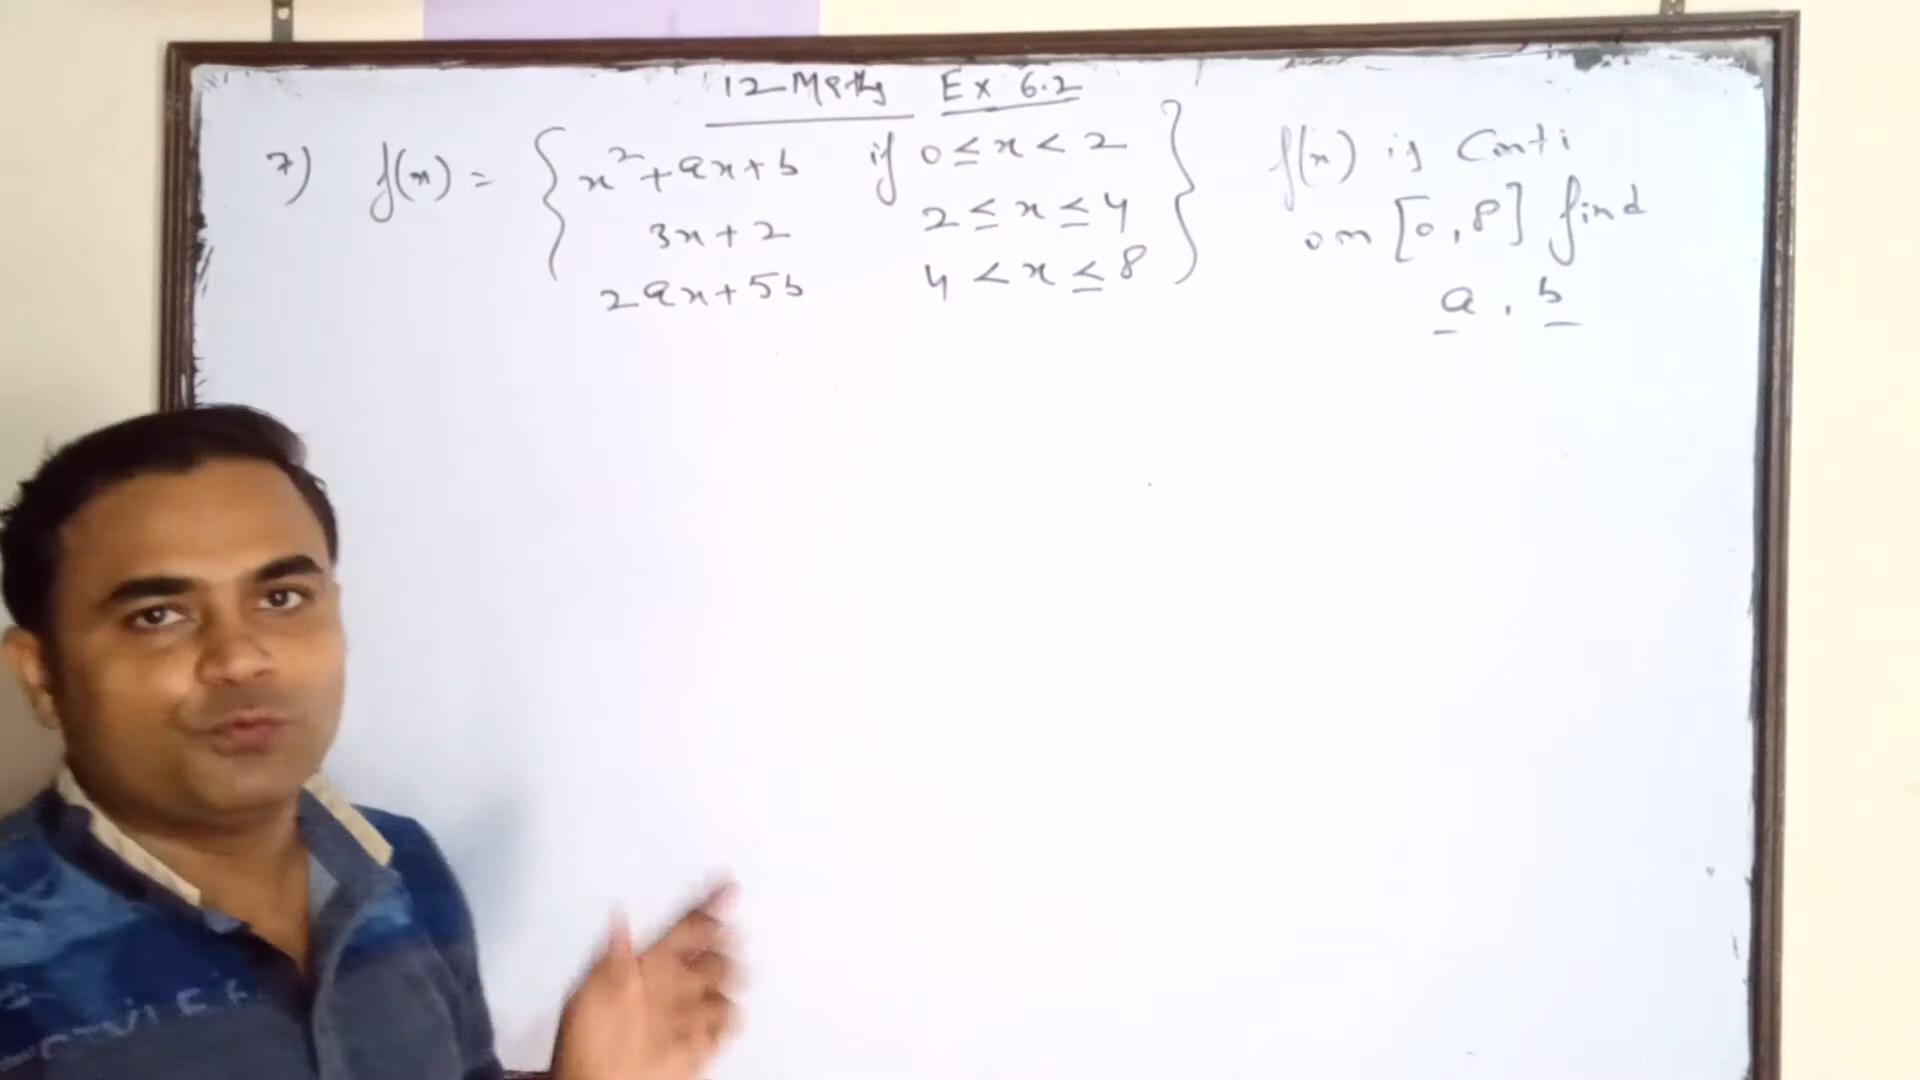 12 Maths Ex 6.2
7) f(x) = { x²+ax+b if 0≤x<2 } f(x) is Conti
3x+2 2≤x≤4 on [0,8] find
2ax+5b 4<x≤8 a, b